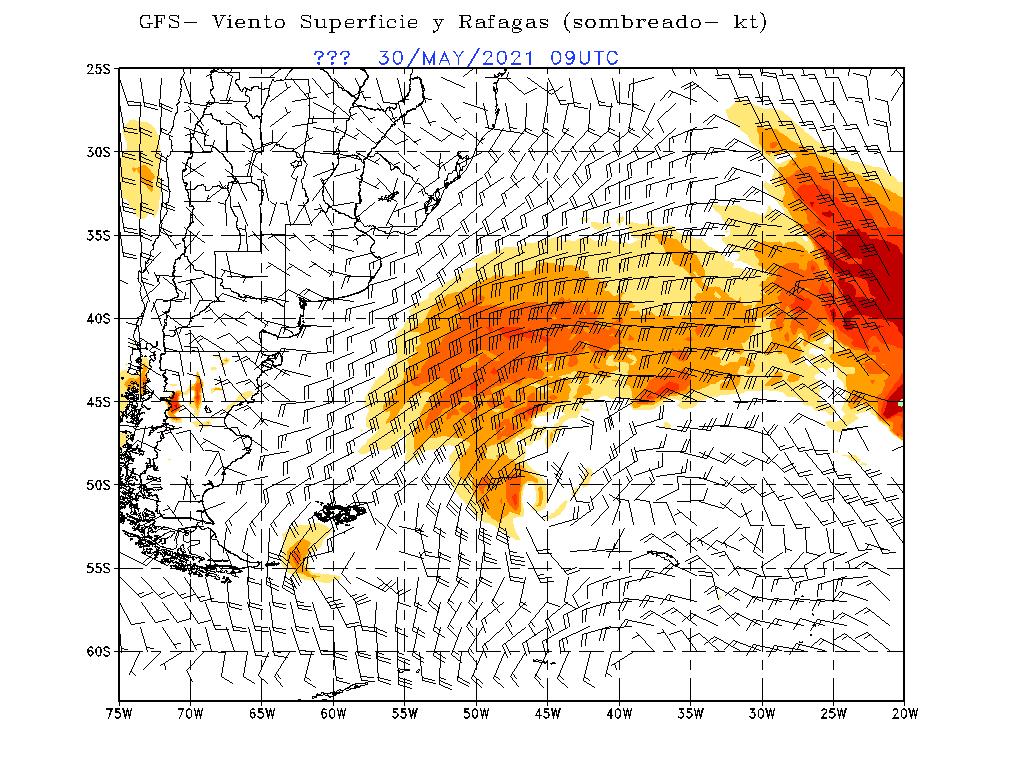 GFS— Viento Superficie y Rafagas (sombreado— kt)
??? 30/MAY/2021 09UTC
25S
30S
35S
40S
45S
50S
55S
60S
75W 70W 65W 60W 55W 50W 45W 40W 35W 30W 25W 20W